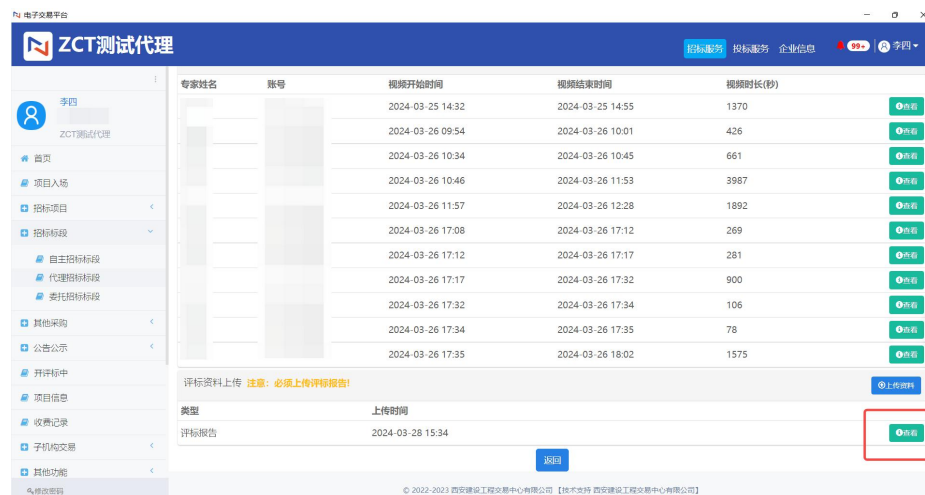 电子交易平台
ZCT测试代理
招标服务 投标服务 企业信息 99+ 李四
李四
ZCT测试代理
首页
项目入场
招标项目
招标标段
自主招标标段
代理招标标段
委托招标标段
其他采购
公告公示
开评标中
项目信息
收费记录
子机构交易
其他功能
修改密码
专家姓名 账号 视频开始时间 视频结束时间 视频时长(秒)
2024-03-25 14:32 2024-03-25 14:55 1370 查看
2024-03-26 09:54 2024-03-26 10:01 426 查看
2024-03-26 10:34 2024-03-26 10:45 661 查看
2024-03-26 10:46 2024-03-26 11:53 3987 查看
2024-03-26 11:57 2024-03-26 12:28 1892 查看
2024-03-26 17:08 2024-03-26 17:12 269 查看
2024-03-26 17:12 2024-03-26 17:17 281 查看
2024-03-26 17:17 2024-03-26 17:32 900 查看
2024-03-26 17:32 2024-03-26 17:34 106 查看
2024-03-26 17:34 2024-03-26 17:35 78 查看
2024-03-26 17:35 2024-03-26 18:02 1575 查看
评标资料上传 注意：必须上传评标报告! 上传资料
类型 上传时间
评标报告 2024-03-28 15:34 查看
返回
© 2022-2023 西安建设工程交易中心有限公司 【技术支持 西安建设工程交易中心有限公司】